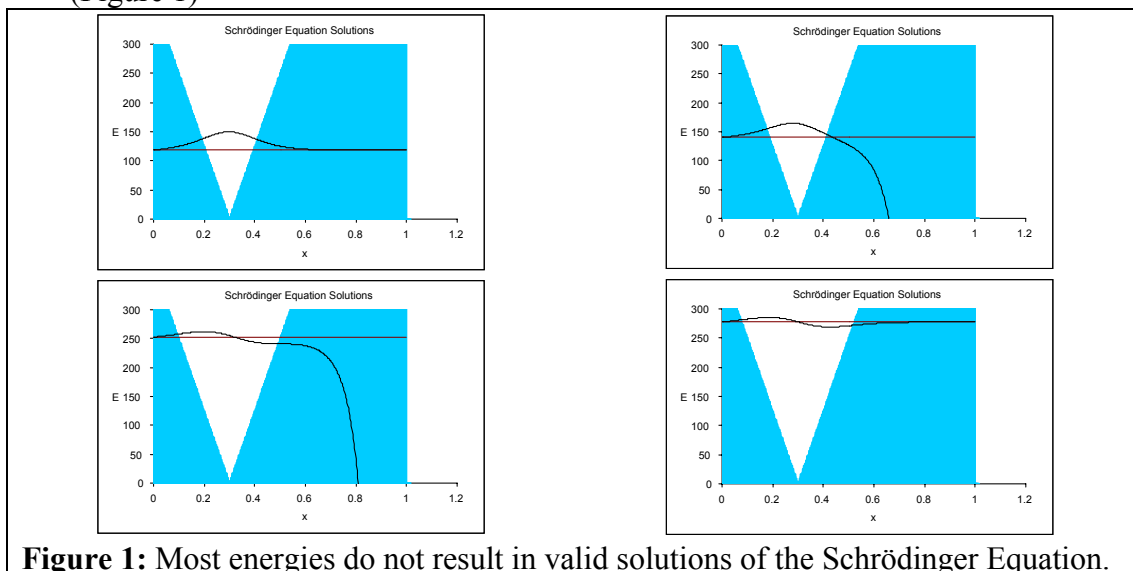 (Figure 1)
Schrödinger Equation Solutions
300
250
200
E 150
100
50
0
0 0.2 0.4 0.6 0.8 1 1.2
x
Schrödinger Equation Solutions
300
250
200
E 150
100
50
0
0 0.2 0.4 0.6 0.8 1 1.2
x
Schrödinger Equation Solutions
300
250
200
E 150
100
50
0
0 0.2 0.4 0.6 0.8 1 1.2
x
Schrödinger Equation Solutions
300
250
200
E 150
100
50
0
0 0.2 0.4 0.6 0.8 1 1.2
x
Figure 1: Most energies do not result in valid solutions of the Schrödinger Equation.